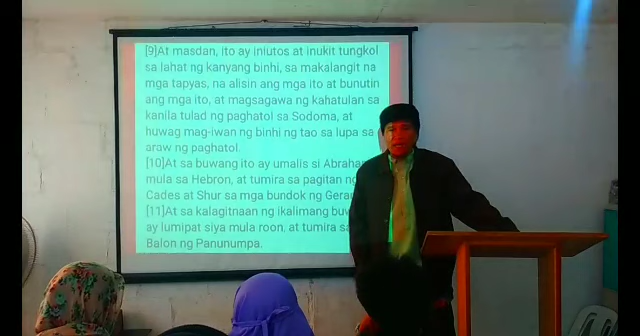 [9]At masdan, ito ay iniutos at inukit tungkol
sa lahat ng kanyang binhi, sa makalangit na
mga tapyas, na alisin ang mga ito at bunutin
ang mga ito, at magsagawa ng kahatulan sa
kanila tulad ng paghatol sa Sodoma, at
huwag mag-iwan ng binhi ng tao sa lupa sa
araw ng paghatol.
[10]At sa buwang ito ay umalis si
mula sa Hebron, at tumira sa pagitan
Cades at Shur sa mga bundok ng
[11]At sa kalagitnaan ng ikalimang
ay lumipat siya mula roon. at tumira
Balon ng Panunumpa.